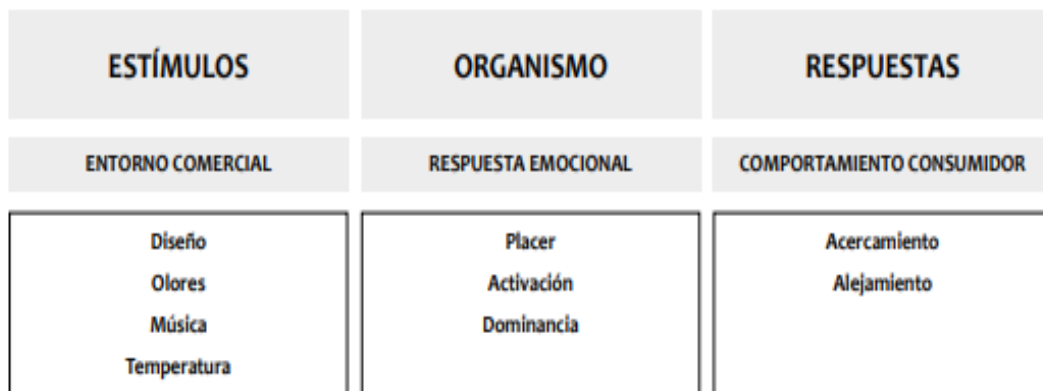 ESTÍMULOS
ORGANISMO
RESPUESTAS
ENTORNO COMERCIAL
RESPUESTA EMOCIONAL
COMPORTAMIENTO CONSUMIDOR
Diseño
Olores
Música
Temperatura
Placer
Activación
Dominancia
Acercamiento
Alejamiento